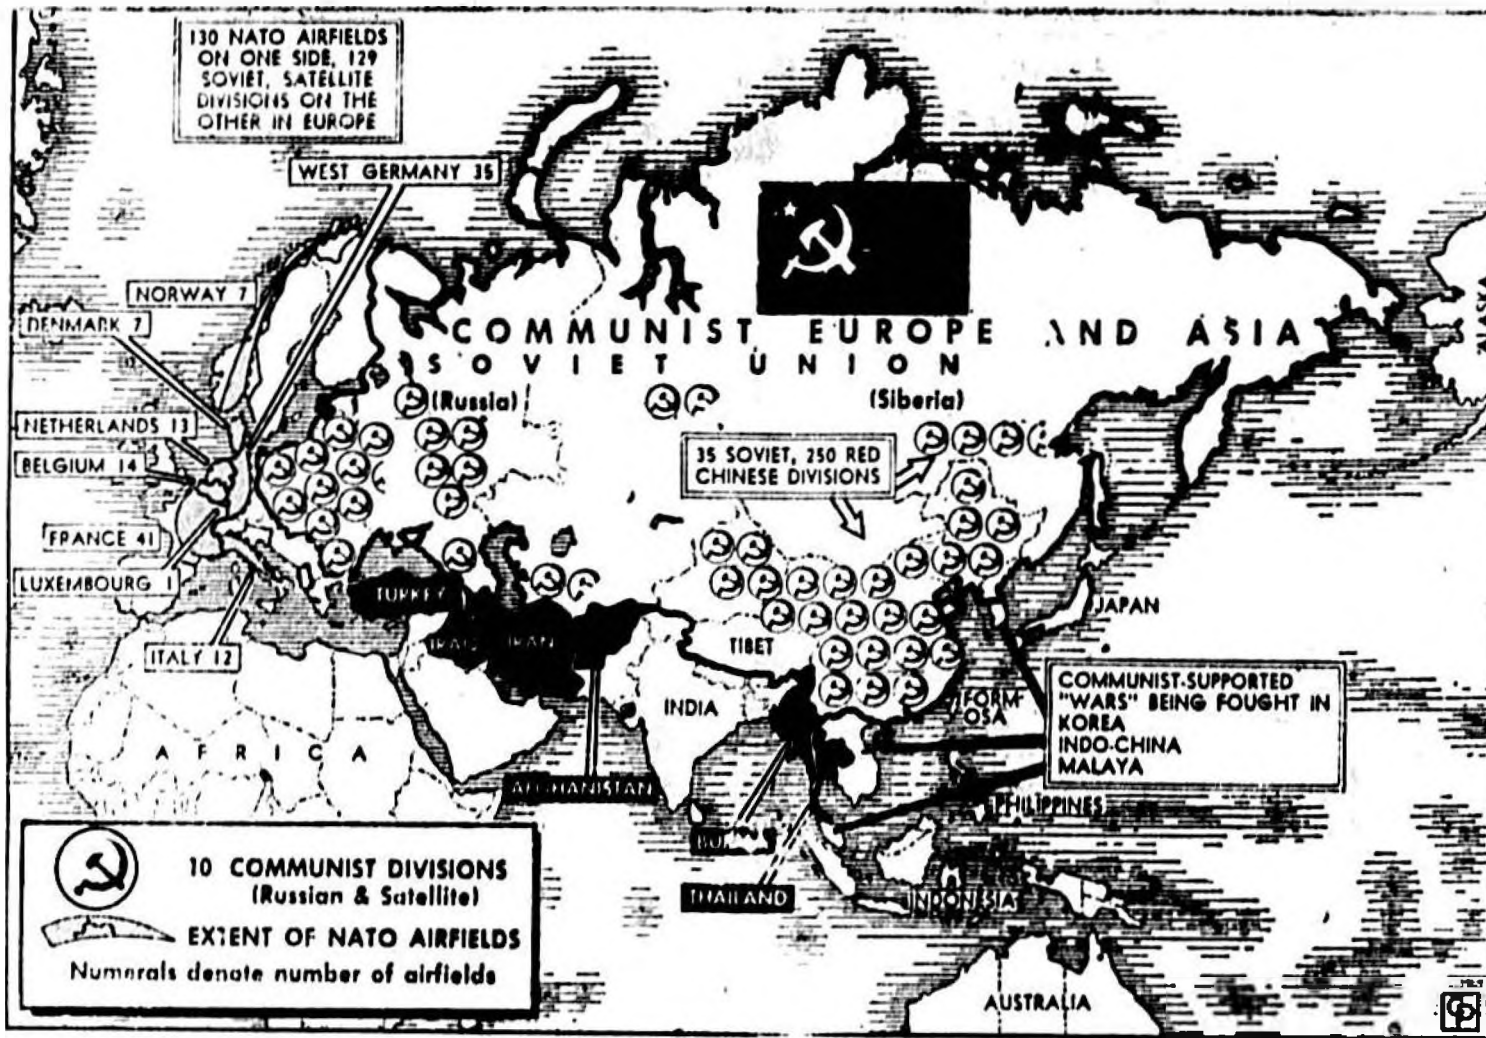 130 NATO AIRFIELDS
ON ONE SIDE, 129
SOVIET, SATELLITE
DIVISIONS ON THE
OTHER IN EUROPE
WEST GERMANY 35
NORWAY 7
DENMARK 7
NETHERLANDS 13
BELGIUM 14
FRANCE 41
LUXEMBOURG 1
ITALY 12
COMMUNIST EUROPE AND ASIA
SOVIET UNION
(Russia)
(Siberia)
ALASKA
35 SOVIET, 250 RED
CHINESE DIVISIONS
TURKEY
IRAQ
IRAN
TIBET
JAPAN
INDIA
FORM-
OSA
AFRICA
AFGHANISTAN
COMMUNIST-SUPPORTED
"WARS" BEING FOUGHT IN
KOREA
INDO-CHINA
MALAYA
PHILIPPINES
THAILAND
INDONESIA
AUSTRALIA
10 COMMUNIST DIVISIONS
(Russian & Satellite)
EXTENT OF NATO AIRFIELDS
Numerals denote number of airfields
CP